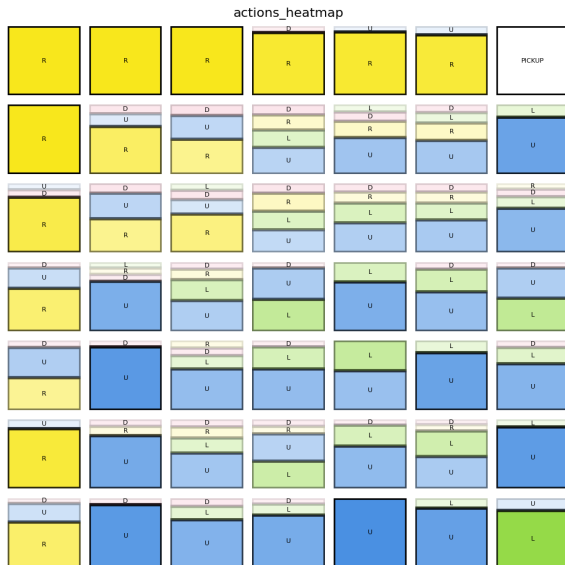 actions_heatmap
R R R D R U R U R PICKUP
R D U R D U R D R L U L D R U D L R U L U
U D R D U R L D U R D R L U D R L U D R L U R D L U
D U R L R D U D R L U D U L L U D L U D U L
D U R D U R D L U D L U L U L U D L U
U R D R U D R L U D R U L D L U D R L U L U
D U R D U D L U D L U U L U U L